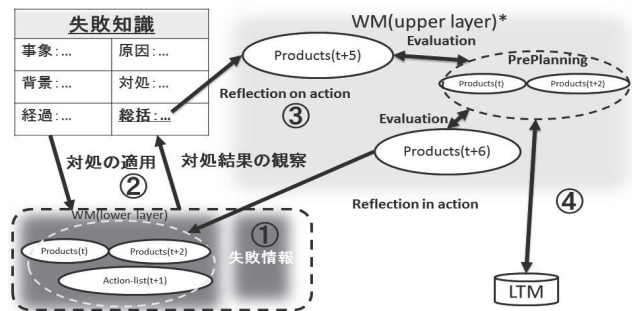 失敗知識
事象:… 原因:…
背景:… 対処:…
経過:… 総括:…
WM(upper layer)*
Products(t+5)
Evaluation
PrePlanning
Products(t) Products(t+2)
Reflection on action
③
Evaluation
Products(t+6)
対処の適用 対処結果の観察
②
Reflection in action
④
WM(lower layer)
①
失敗情報
Products(t) Products(t+2)
Action-list(t+1)
LTM